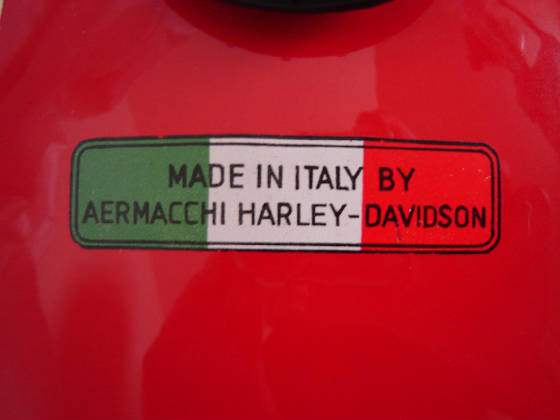 MADE IN ITALY BY
AERMACCHI HARLEY-DAVIDSON